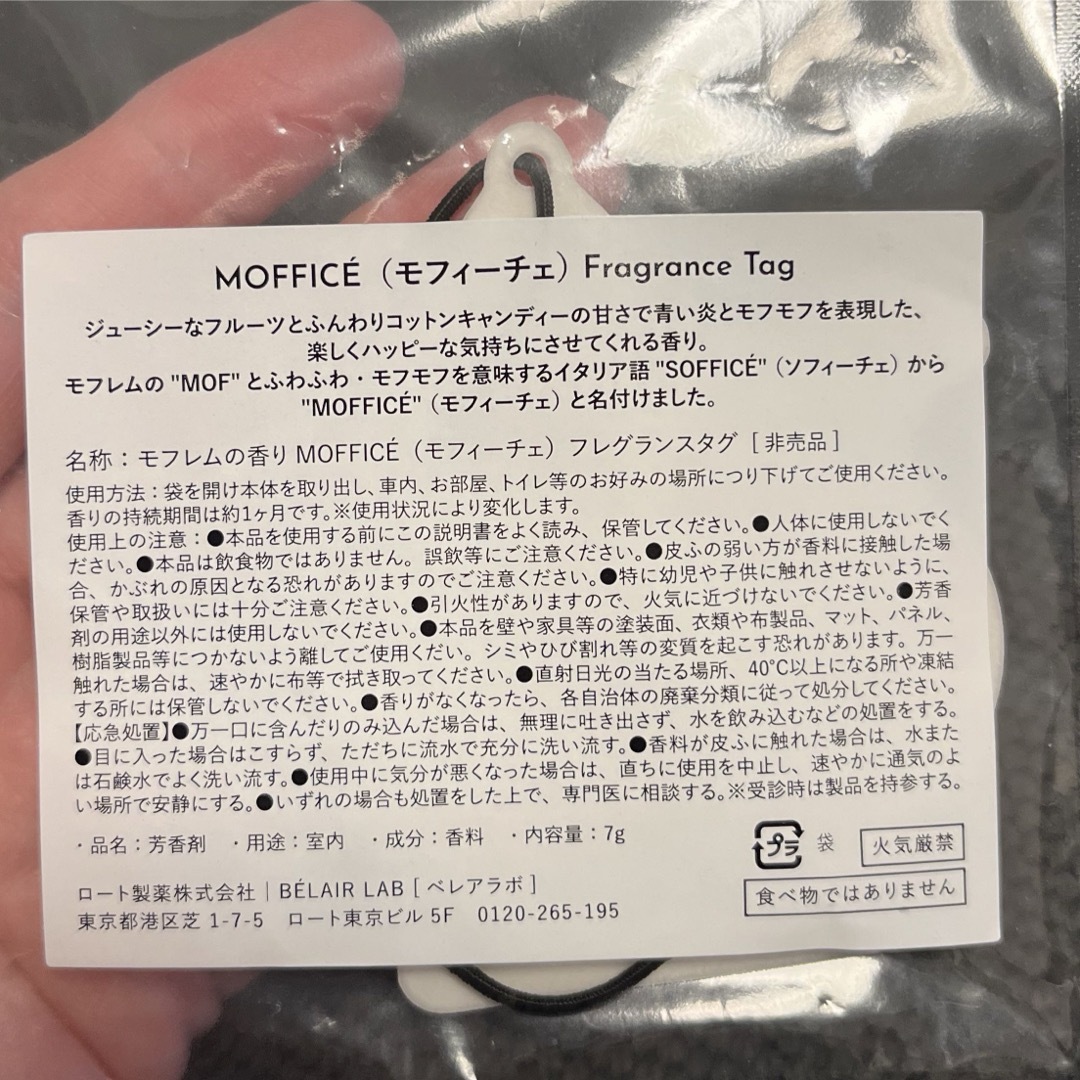 MOFFICÉ（モフィーチェ）Fragrance Tag
ジューシーなフルーツとふんわりコットンキャンディーの甘さで青い炎とモフモフを表現した、
楽しくハッピーな気持ちにさせてくれる香り。
モフレムの "MOF" とふわふわ・モフモフを意味するイタリア語 "SOFFICÉ"（ソフィーチェ）から
"MOFFICÉ"（モフィーチェ）と名付けました。
名称：モフレムの香り MOFFICÉ（モフィーチェ）フレグランスタグ [ 非売品 ]
使用方法：袋を開け本体を取り出し、車内、お部屋、トイレ等のお好みの場所につり下げてご使用ください。
香りの持続期間は約1ヶ月です。※使用状況により変化します。
使用上の注意：●本品を使用する前にこの説明書をよく読み、保管してください。●人体に使用しないでく
ださい。●本品は飲食物ではありません。誤飲等にご注意ください。●皮ふの弱い方が香料に接触した場
合、かぶれの原因となる恐れがありますのでご注意ください。●特に幼児や子供に触れさせないように、
保管や取扱いには十分ご注意ください。●引火性がありますので、火気に近づけないでください。●芳香
剤の用途以外には使用しないでください。●本品を壁や家具等の塗装面、衣類や布製品、マット、パネル、
樹脂製品等につかないよう離してご使用くだい。シミやひび割れ等の変質を起こす恐れがあります。万一
触れた場合は、速やかに布等で拭き取ってください。●直射日光の当たる場所、40℃以上になる所や凍結
する所には保管しないでください。●香りがなくなったら、各自治体の廃棄分類に従って処分してください。
【応急処置】●万一口に含んだりのみ込んだ場合は、無理に吐き出さず、水を飲み込むなどの処置をする。
●目に入った場合はこすらず、ただちに流水で充分に洗い流す。●香料が皮ふに触れた場合は、水また
は石鹸水でよく洗い流す。●使用中に気分が悪くなった場合は、直ちに使用を中止し、速やかに通気のよ
い場所で安静にする。●いずれの場合も処置をした上で、専門医に相談する。※受診時は製品を持参する。
・品名：芳香剤 ・用途：室内 ・成分：香料 ・内容量：7g
プラ 袋 火気厳禁
食べ物ではありません
ロート製薬株式会社 | BÉLAIR LAB [ ベレアラボ ]
東京都港区芝 1-7-5 ロート東京ビル 5F 0120-265-195